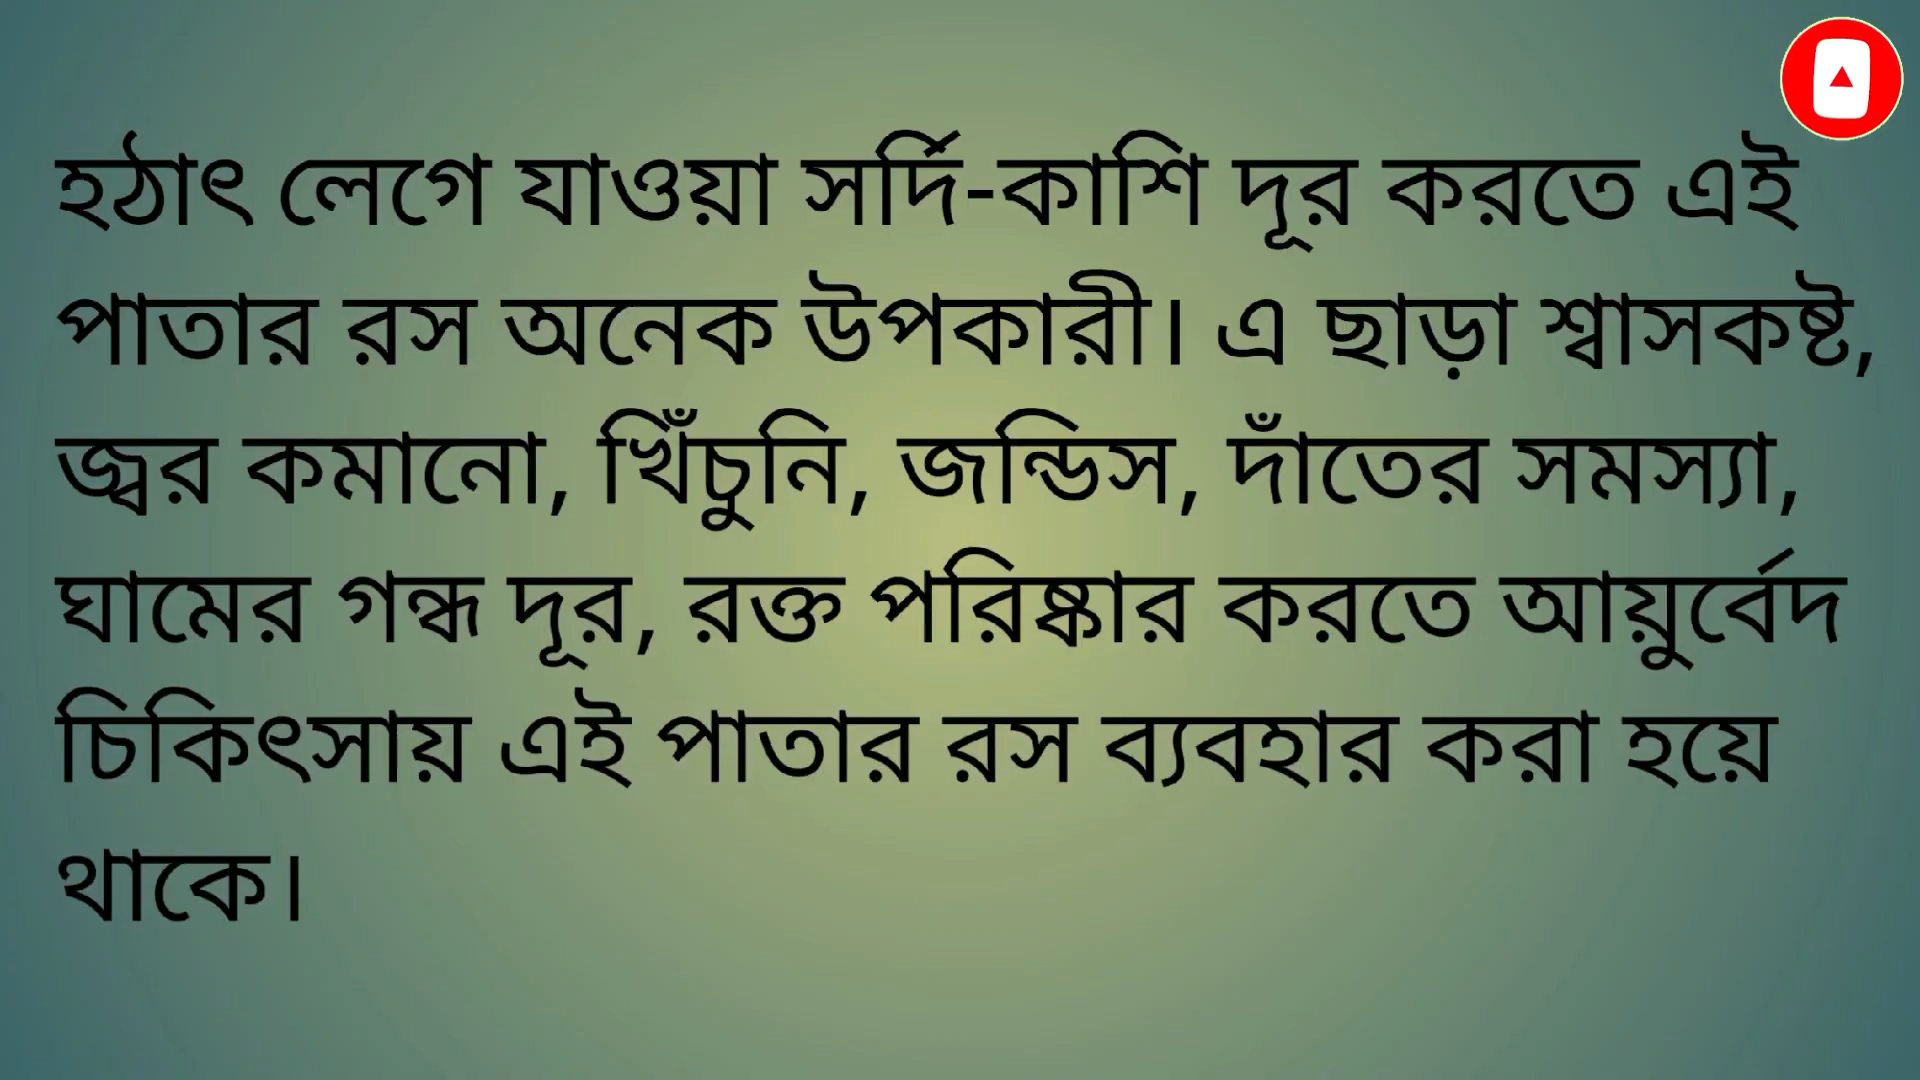 হঠাৎ লেগে যাওয়া সর্দি-কাশি দূর করতে এই
পাতার রস অনেক উপকারী। এ ছাড়া শ্বাসকষ্ট,
জ্বর কমানো, খিঁচুনি, জন্ডিস, দাঁতের সমস্যা,
ঘামের গন্ধ দূর, রক্ত পরিষ্কার করতে আয়ুর্বেদ
চিকিৎসায় এই পাতার রস ব্যবহার করা হয়ে
থাকে।